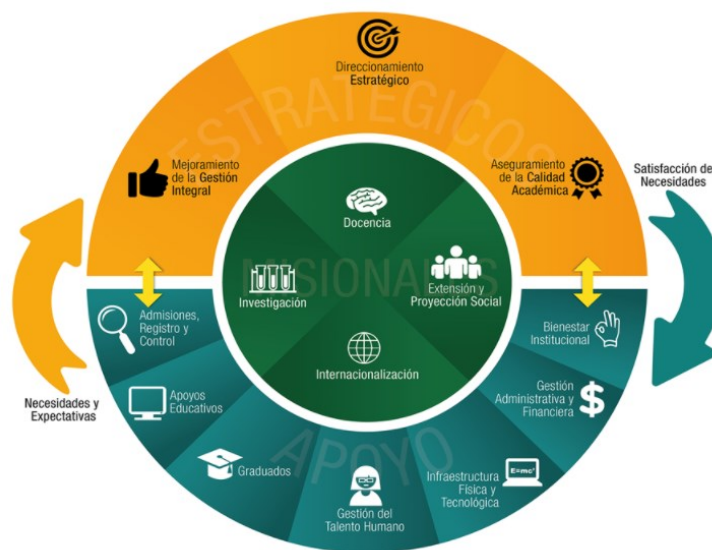 Direccionamiento
Estratégico
ESTRATÉGICOS
Mejoramiento
de la Gestión
Integral
Aseguramiento
de la Calidad
Académica
Satisfacción de
Necesidades
Docencia
MISIONALES
Investigación
Extensión y
Proyección Social
Internacionalización
Admisiones,
Registro y
Control
Bienestar
Institucional
Necesidades y
Expectativas
Apoyos
Educativos
Gestión
Administrativa y
Financiera
$
APOYO
Graduados
Gestión del
Talento Humano
Infraestructura
Física y
Tecnológica
E=mc²